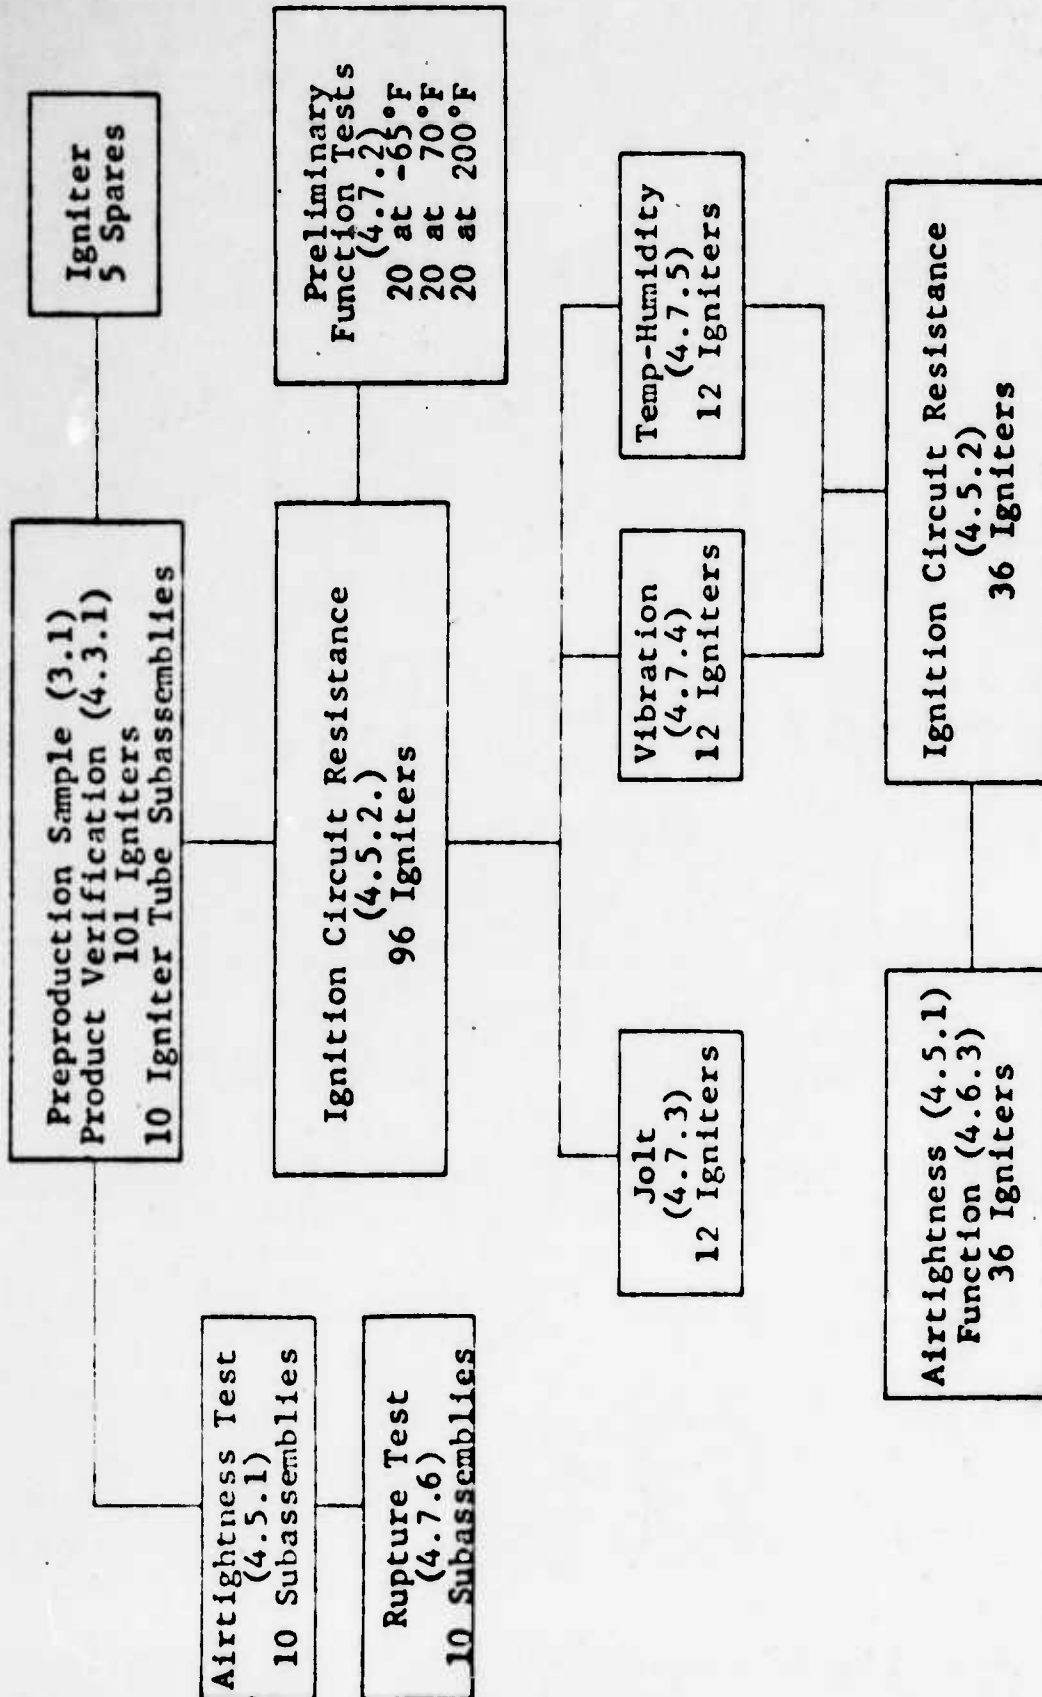 Preproduction Sample (3.1)
Product Verification (4.3.1)
101 Igniters
10 Igniter Tube Subassemblies
Igniter
5 Spares
Airtightness Test
(4.5.1)
10 Subassemblies
Rupture Test
(4.7.6)
10 Subassemblies
Ignition Circuit Resistance
(4.5.2.)
96 Igniters
Preliminary
Function Tests
(4.7.2)
20 at -65°F
20 at 70°F
20 at 200°F
Jolt
(4.7.3)
12 Igniters
Vibration
(4.7.4)
12 Igniters
Temp-Humidity
(4.7.5)
12 Igniters
Airtightness (4.5.1)
Function (4.6.3)
36 Igniters
Ignition Circuit Resistance
(4.5.2)
36 Igniters